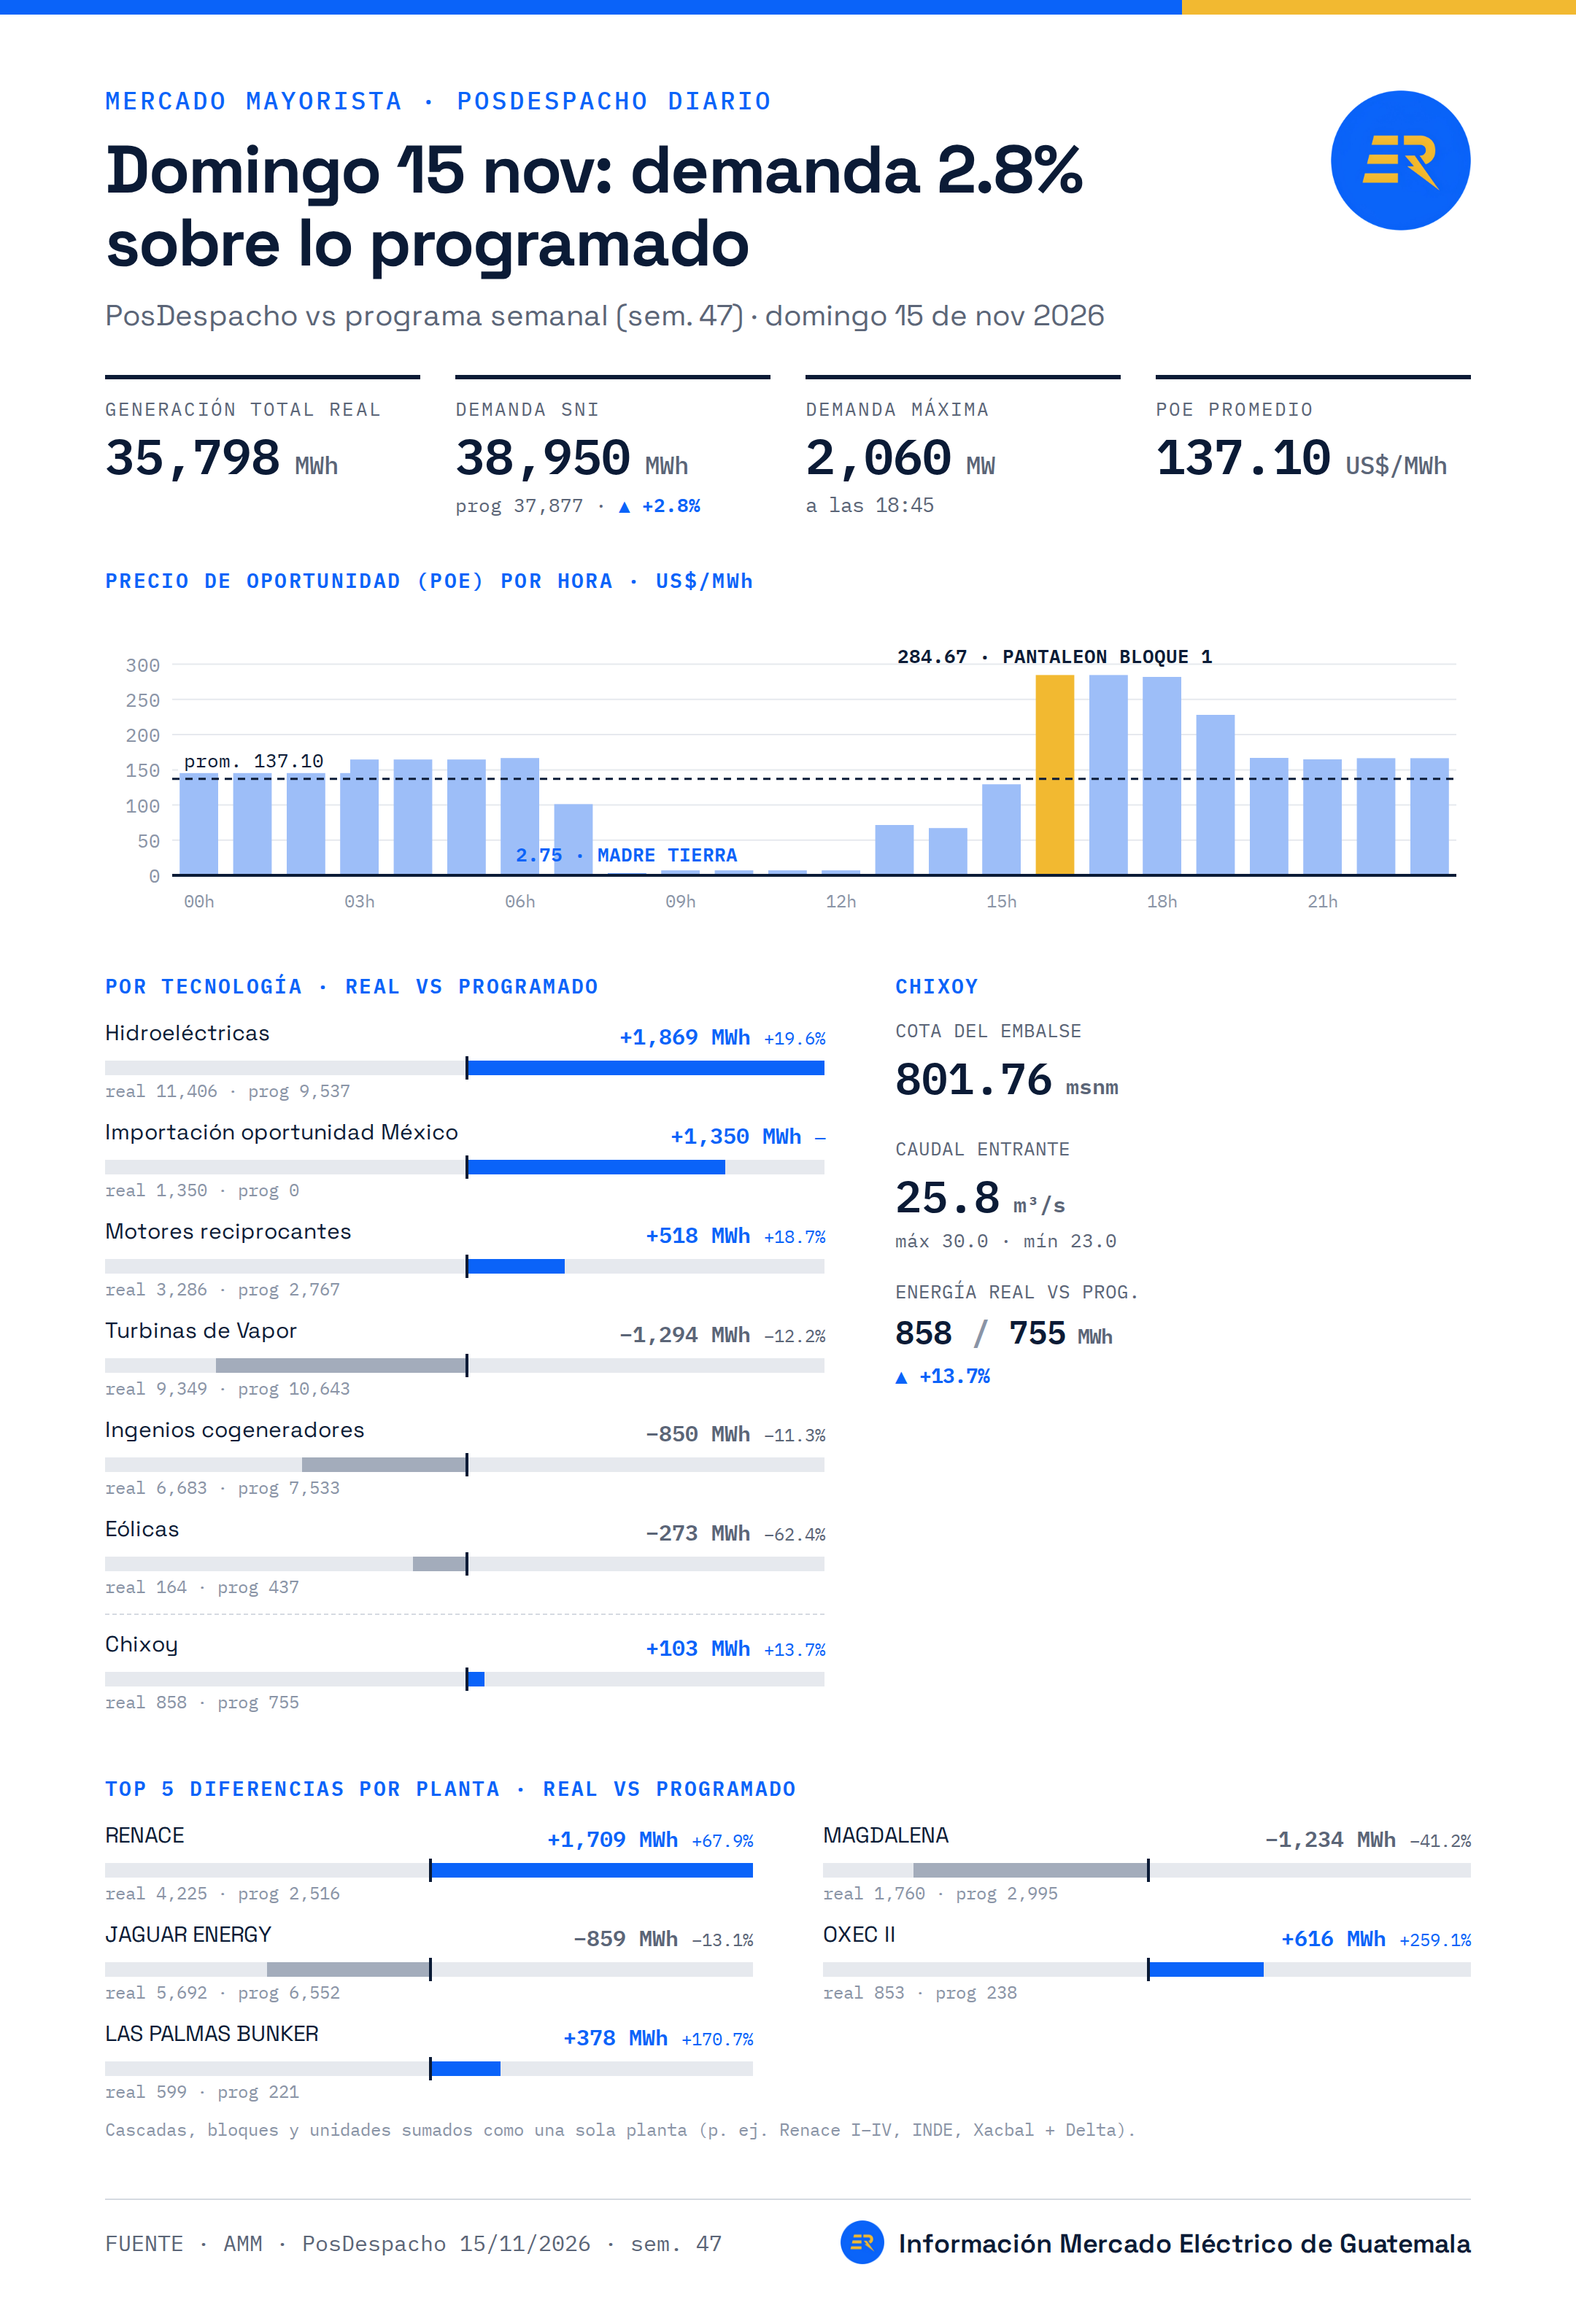 MERCADO MAYORISTA · POSDESPACHO DIARIO
ER
Domingo 15 nov: demanda 2.8%
sobre lo programado
PosDespacho vs programa semanal (sem. 47) · domingo 15 de nov 2026
GENERACIÓN TOTAL REAL
35,798 MWh
DEMANDA SNI
38,950 MWh
prog 37,877 · ▲ +2.8%
DEMANDA MÁXIMA
2,060 MW
a las 18:45
POE PROMEDIO
137.10 US$/MWh
PRECIO DE OPORTUNIDAD (POE) POR HORA · US$/MWh
284.67 · PANTALEON BLOQUE 1
300
250
200
prom. 137.10
150
100
50
2.75 · MADRE TIERRA
0
00h 03h 06h 09h 12h 15h 18h 21h
POR TECNOLOGÍA · REAL VS PROGRAMADO
Hidroeléctricas +1,869 MWh +19.6%
real 11,406 · prog 9,537
Importación oportunidad México +1,350 MWh —
real 1,350 · prog 0
Motores reciprocantes +518 MWh +18.7%
real 3,286 · prog 2,767
Turbinas de Vapor −1,294 MWh −12.2%
real 9,349 · prog 10,643
Ingenios cogeneradores −850 MWh −11.3%
real 6,683 · prog 7,533
Eólicas −273 MWh −62.4%
real 164 · prog 437
Chixoy +103 MWh +13.7%
real 858 · prog 755
CHIXOY
COTA DEL EMBALSE
801.76 msnm
CAUDAL ENTRANTE
25.8 m³/s
máx 30.0 · mín 23.0
ENERGÍA REAL VS PROG.
858 / 755 MWh
▲ +13.7%
TOP 5 DIFERENCIAS POR PLANTA · REAL VS PROGRAMADO
RENACE +1,709 MWh +67.9%
real 4,225 · prog 2,516
MAGDALENA −1,234 MWh −41.2%
real 1,760 · prog 2,995
JAGUAR ENERGY −859 MWh −13.1%
real 5,692 · prog 6,552
OXEC II +616 MWh +259.1%
real 853 · prog 238
LAS PALMAS BUNKER +378 MWh +170.7%
real 599 · prog 221
Cascadas, bloques y unidades sumados como una sola planta (p. ej. Renace I–IV, INDE, Xacbal + Delta).
FUENTE · AMM · PosDespacho 15/11/2026 · sem. 47
ER Información Mercado Eléctrico de Guatemala